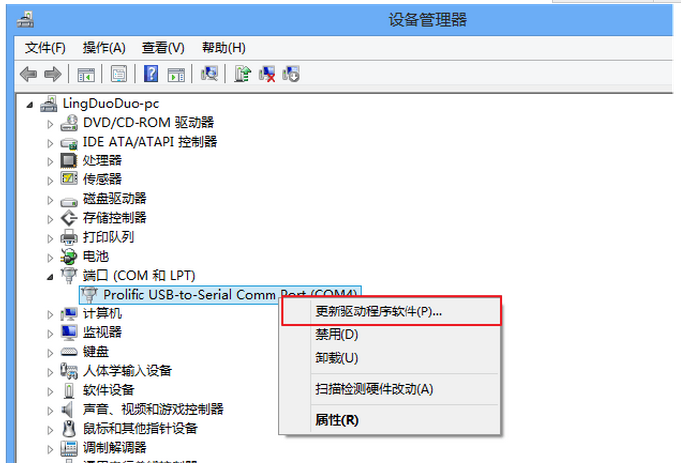 设备管理器
文件(F) 操作(A) 查看(V) 帮助(H)
LingDuoDuo-pc
DVD/CD-ROM 驱动器
IDE ATA/ATAPI 控制器
处理器
传感器
磁盘驱动器
存储控制器
打印队列
电池
端口 (COM 和 LPT)
Prolific USB-to-Serial Comm Port (COM4)
更新驱动程序软件(P)...
禁用(D)
卸载(U)
扫描检测硬件改动(A)
属性(R)
计算机
监视器
键盘
人体学输入设备
软件设备
声音、视频和游戏控制器
鼠标和其他指针设备
调制解调器